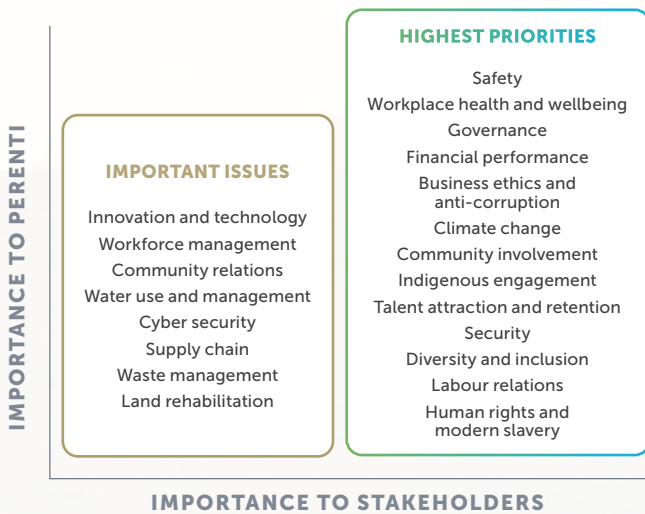 IMPORTANCE TO PERENTI
IMPORTANT ISSUES
Innovation and technology
Workforce management
Community relations
Water use and management
Cyber security
Supply chain
Waste management
Land rehabilitation
HIGHEST PRIORITIES
Safety
Workplace health and wellbeing
Governance
Financial performance
Business ethics and
anti-corruption
Climate change
Community involvement
Indigenous engagement
Talent attraction and retention
Security
Diversity and inclusion
Labour relations
Human rights and
modern slavery
IMPORTANCE TO STAKEHOLDERS